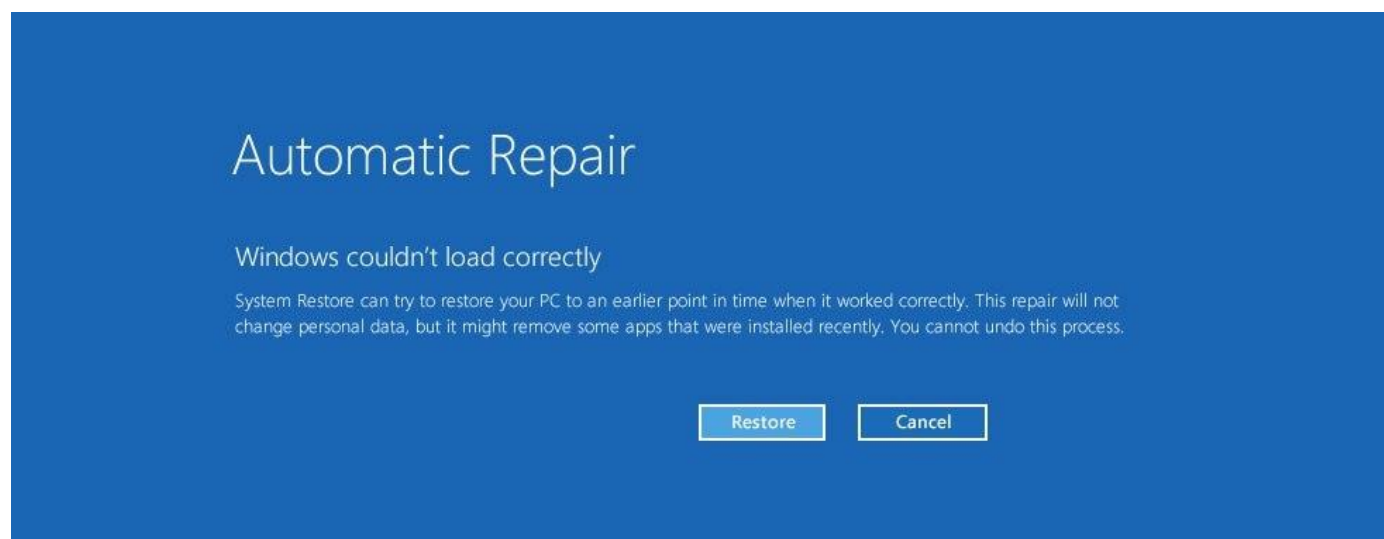 Automatic Repair
Windows couldn't load correctly
System Restore can try to restore your PC to an earlier point in time when it worked correctly. This repair will not
change personal data, but it might remove some apps that were installed recently. You cannot undo this process.
Restore
Cancel